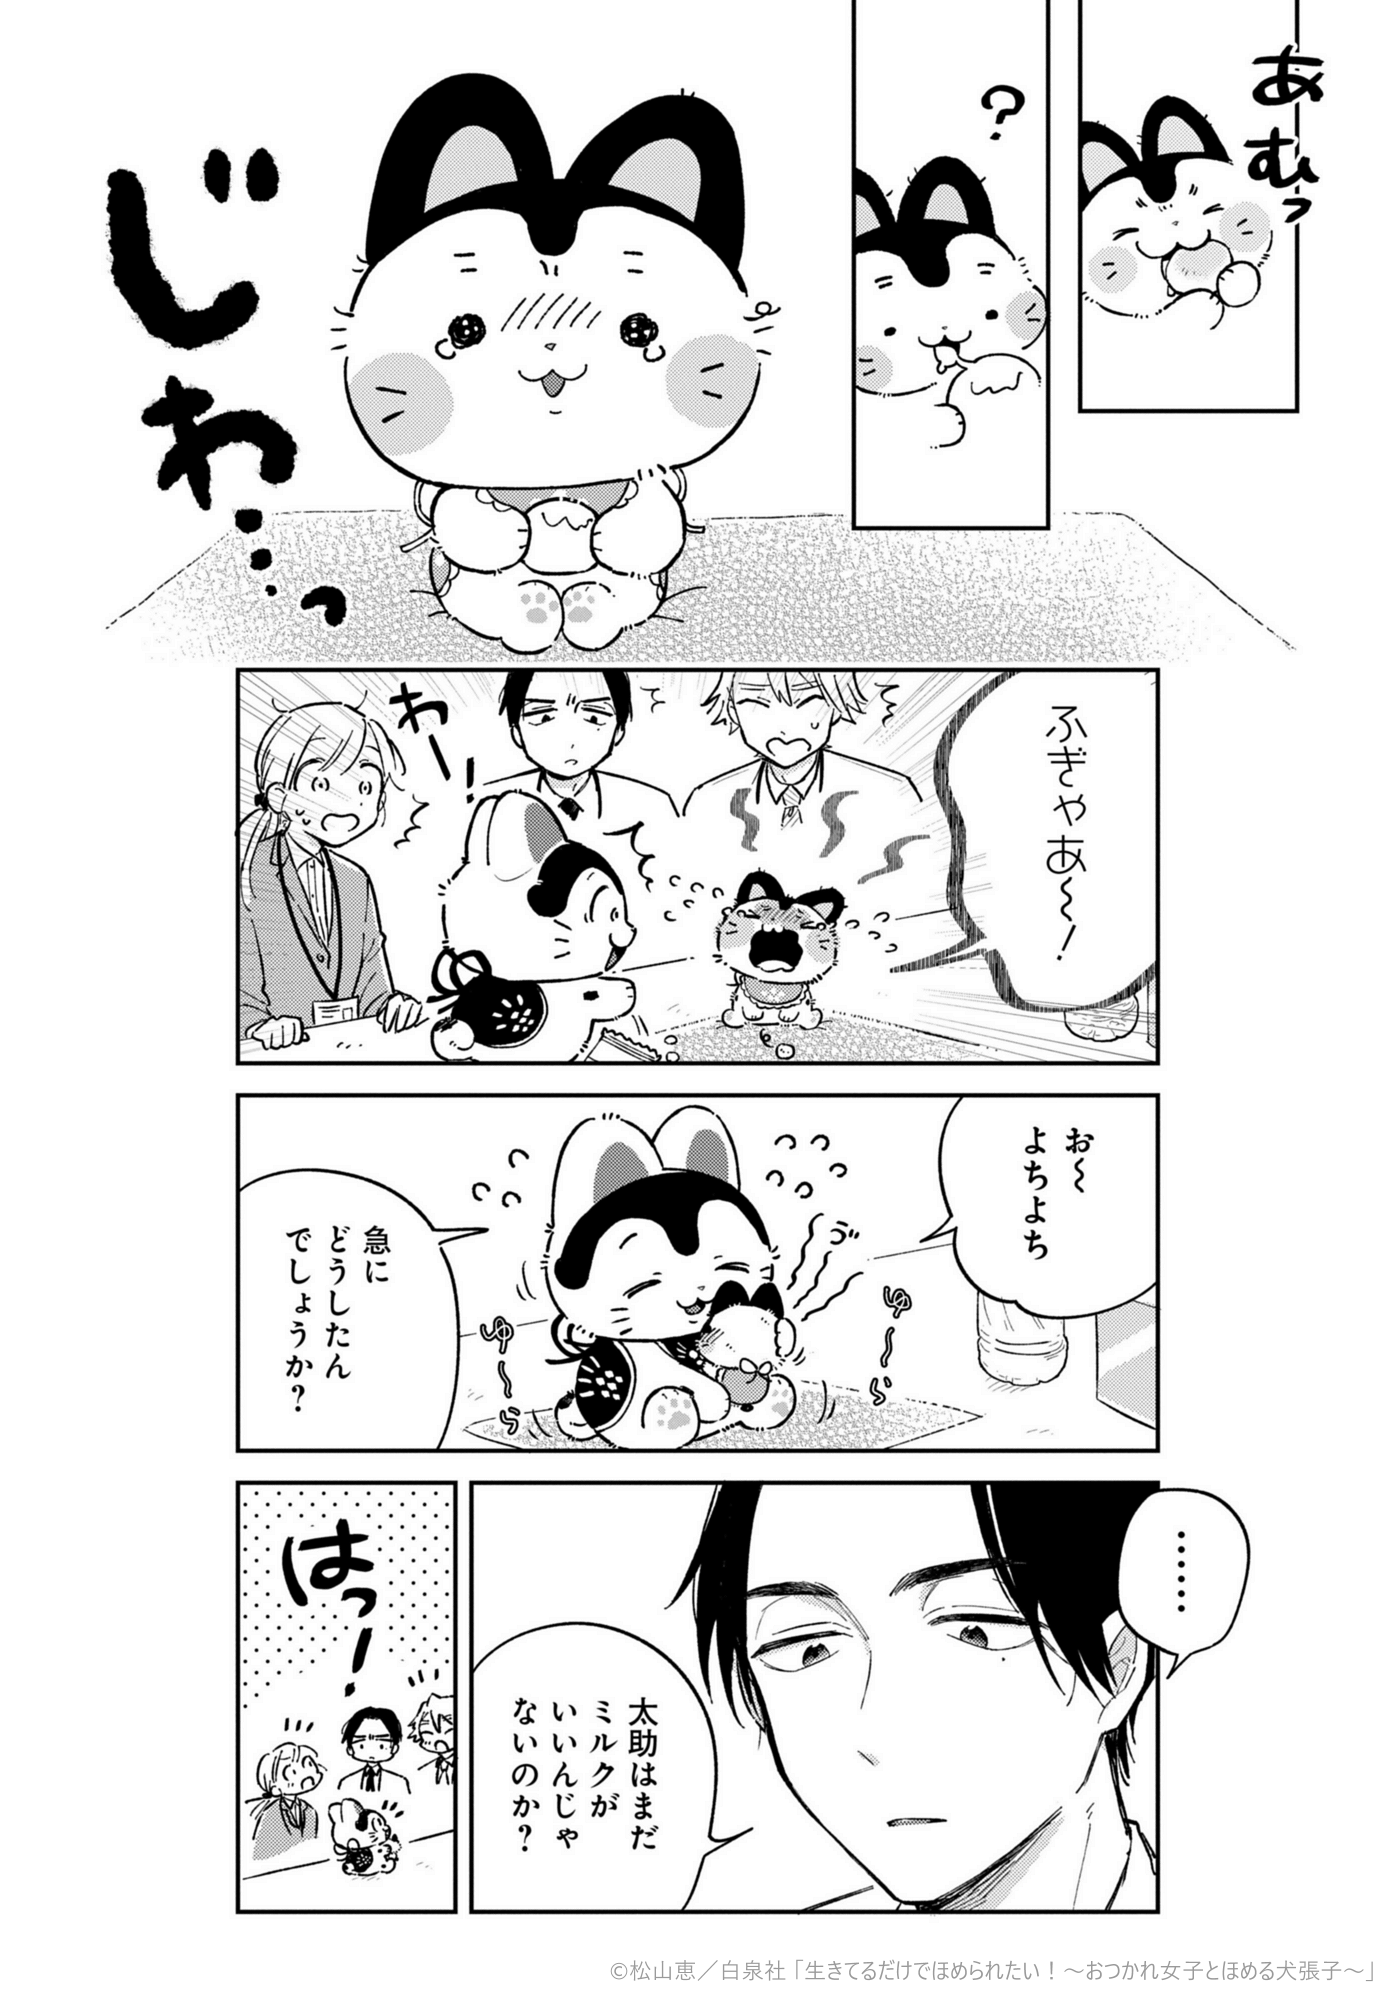 あむっ
？
じわ…っ
ふぎゃあ〜！
わー！
お〜
よちよち
ゆ〜ら
ゆ〜ら
急に
どうしたん
でしょうか？
……
太助はまだ
ミルクが
いいんじゃ
ないのか？
はっ！
©松山恵／白泉社「生きてるだけでほめられたい！〜おつかれ女子とほめる犬張子〜」